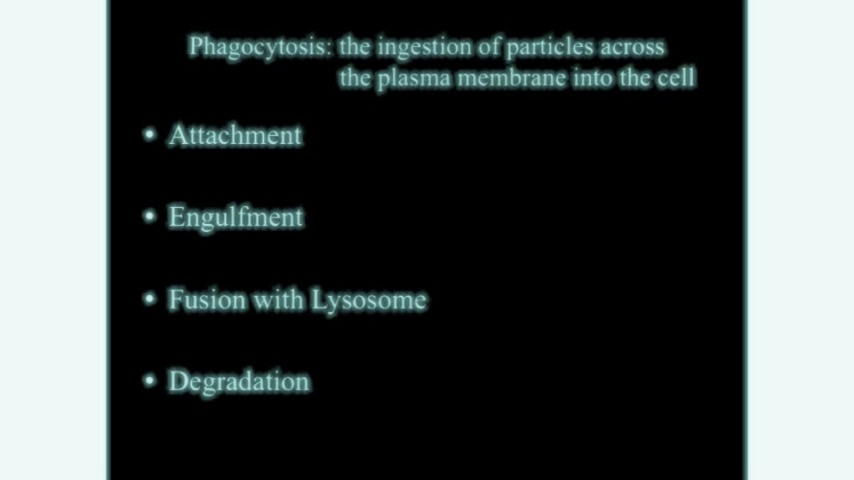 Phagocytosis: the ingestion of particles across
the plasma membrane into the cell
• Attachment
• Engulfment
• Fusion with Lysosome
• Degradation